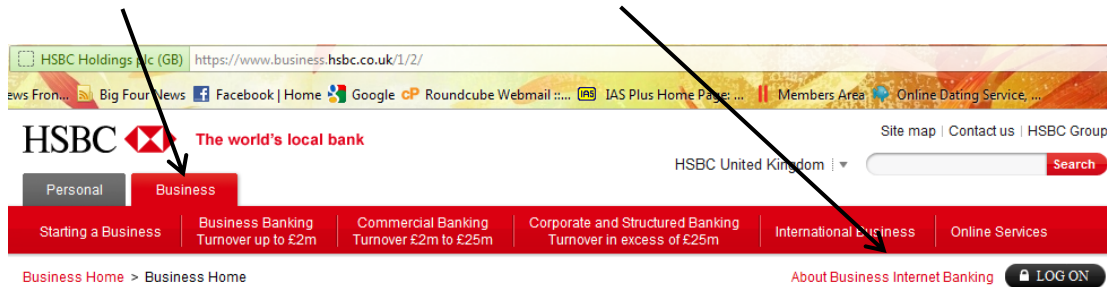 HSBC Holdings plc (GB) https://www.business.hsbc.co.uk/1/2/
ews Fron... Big Four News Facebook | Home Google cP Roundcube Webmail ::... IAS IAS Plus Home Page: ... Members Area Online Dating Service, ...
Site map | Contact us | HSBC Group
HSBC The world's local bank
HSBC United Kingdom Search
Personal Business
Starting a Business
Business Banking
Turnover up to £2m
Commercial Banking
Turnover £2m to £25m
Corporate and Structured Banking
Turnover in excess of £25m
International Business
Online Services
Business Home > Business Home About Business Internet Banking LOG ON